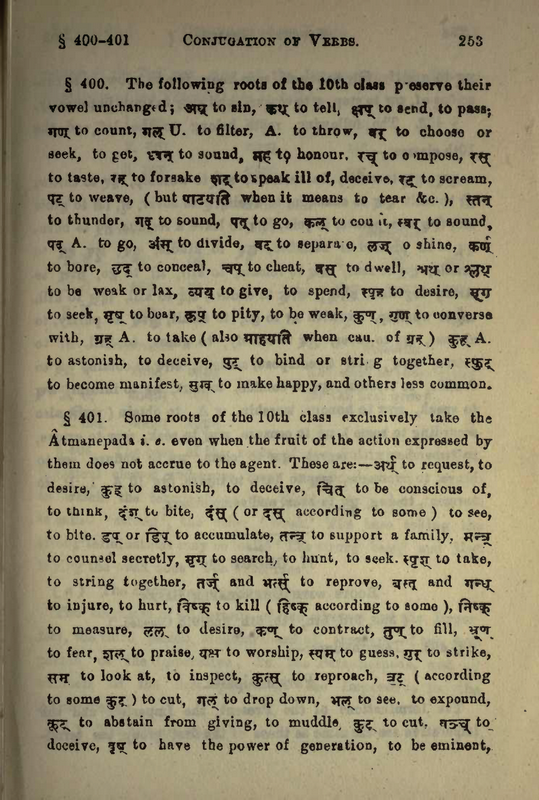 § 400-401 CONJUGATION OF VERBS. 253
§ 400. The following roots of the 10th class preserve their
vowel unchanged; अघ् to sin, कथ् to tell, क्षप् to send, to pass;
गण् to count, गल् U. to filter, A. to throw, वर् to choose or
seek, to get, ध्वन् to sound, मह् to honour. रच् to compose, रस्
to taste, रह् to forsake शठ् to speak ill of, deceive, रट् to scream,
पट् to weave, ( but पाटयति when it means to tear &c. ), स्तन्
to thunder, गद् to sound, पत् to go, कल् to count, स्वर् to sound,
पद् A. to go, अंस् to divide, वट् to separate, लज् to shine, कर्ण्
to bore, छद् to conceal, चप् to cheat, वस् to dwell, श्रथ् or श्लथ्
to be weak or lax, व्यय् to give, to spend, स्पृह् to desire, मृग्
to seek, मृष् to bear, कृप् to pity, to be weak, कुण्, गुण् to converse
with, ग्रह् A. to take ( also ग्राहयति when cau. of ग्रह् ) कुह् A.
to astonish, to deceive, पुट् to bind or string together, स्फुट्
to become manifest, सुख् to make happy, and others less common.
§ 401. Some roots of the 10th class exclusively take the
Âtmanepada i. e. even when the fruit of the action expressed by
them does not accrue to the agent. These are:—अर्थ् to request, to
desire, कुह् to astonish, to deceive, चित् to be conscious of,
to think, दंश् to bite, दंस् ( or दस् according to some ) to see,
to bite. डप् or डिप् to accumulate, तन्त्र् to support a family, मन्त्र्
to counsel secretly, मृग् to search, to hunt, to seek. स्पश् to take,
to string together, तर्ज् and भर्त्स् to reprove, वस्त् and गन्ध्
to injure, to hurt, विष्क् to kill ( हिष्क् according to some ), निष्क्
to measure, लल् to desire, कण् to contract, तुण् to fill, भ्रूण्
to fear, शल् to praise, यक्ष् to worship, स्यम् to guess. गुर् to strike,
सम् to look at, to inspect, कुत्स् to reproach, त्रुट् ( according
to some कुट् ) to cut, गल् to drop down, भल् to see, to expound,
कूट् to abstain from giving, to muddle, कुट् to cut. वञ्च् to
deceive, वृष् to have the power of generation, to be eminent,